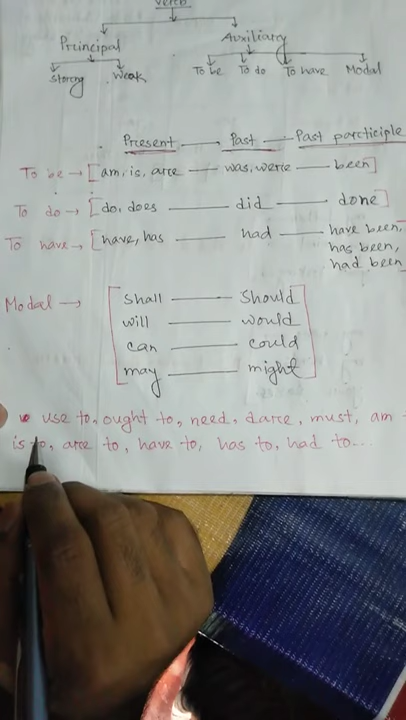 Verb
Principal Auxiliary
Strong Weak To be To do To have Modal
Present Past Past participle
To be → [am, is, are — was, were — been]
To do → [do, does — did — done]
To have → [have, has — had — have been,
has been,
had been
Modal → [shall — should]
will — would
can — could
may — might
use to, ought to, need, dare, must, am
is to, are to, have to, has to, had to...